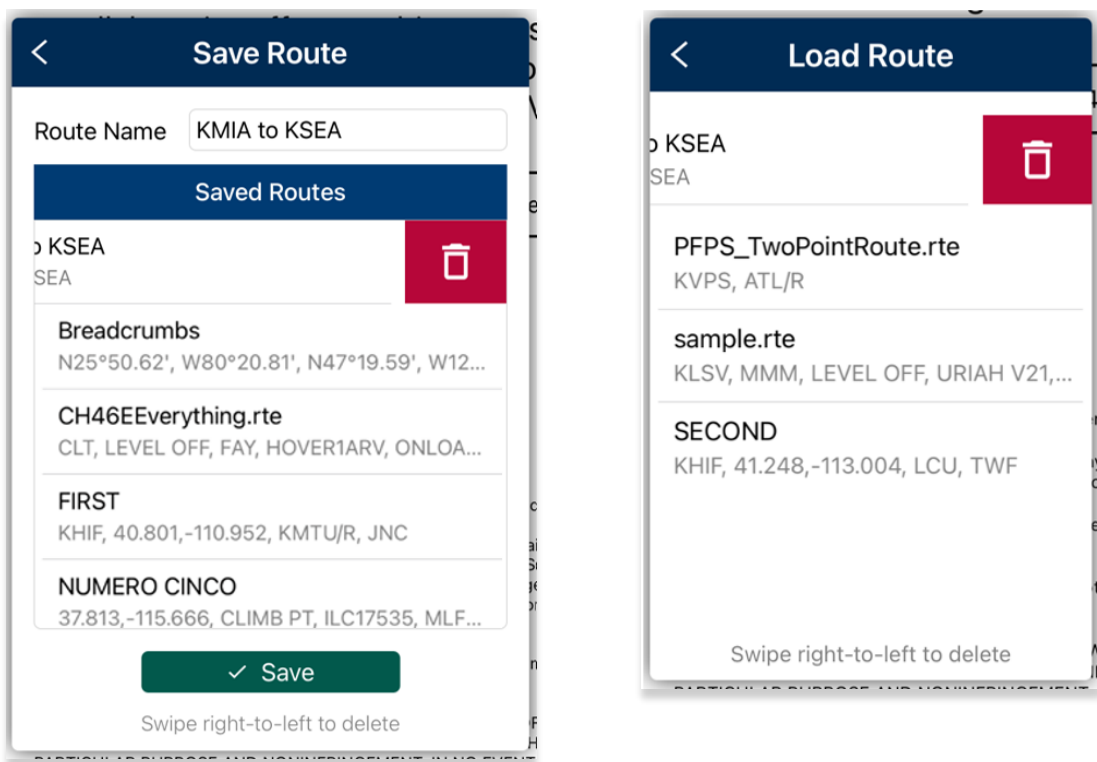 Save Route
Route Name
KMIA to KSEA
Saved Routes
KSEA
SEA
Breadcrumbs
N25°50.62', W80°20.81', N47°19.59', W12...
CH46EEverything.rte
CLT, LEVEL OFF, FAY, HOVER1ARV, ONLOA...
FIRST
KHIF, 40.801,-110.952, KMTU/R, JNC
NUMERO CINCO
37.813,-115.666, CLIMB PT, ILC17535, MLF...
✓ Save
Swipe right-to-left to delete
Load Route
KSEA
SEA
PFPS_TwoPointRoute.rte
KVPS, ATL/R
sample.rte
KLSV, MMM, LEVEL OFF, URIAH V21,...
SECOND
KHIF, 41.248,-113.004, LCU, TWF
Swipe right-to-left to delete